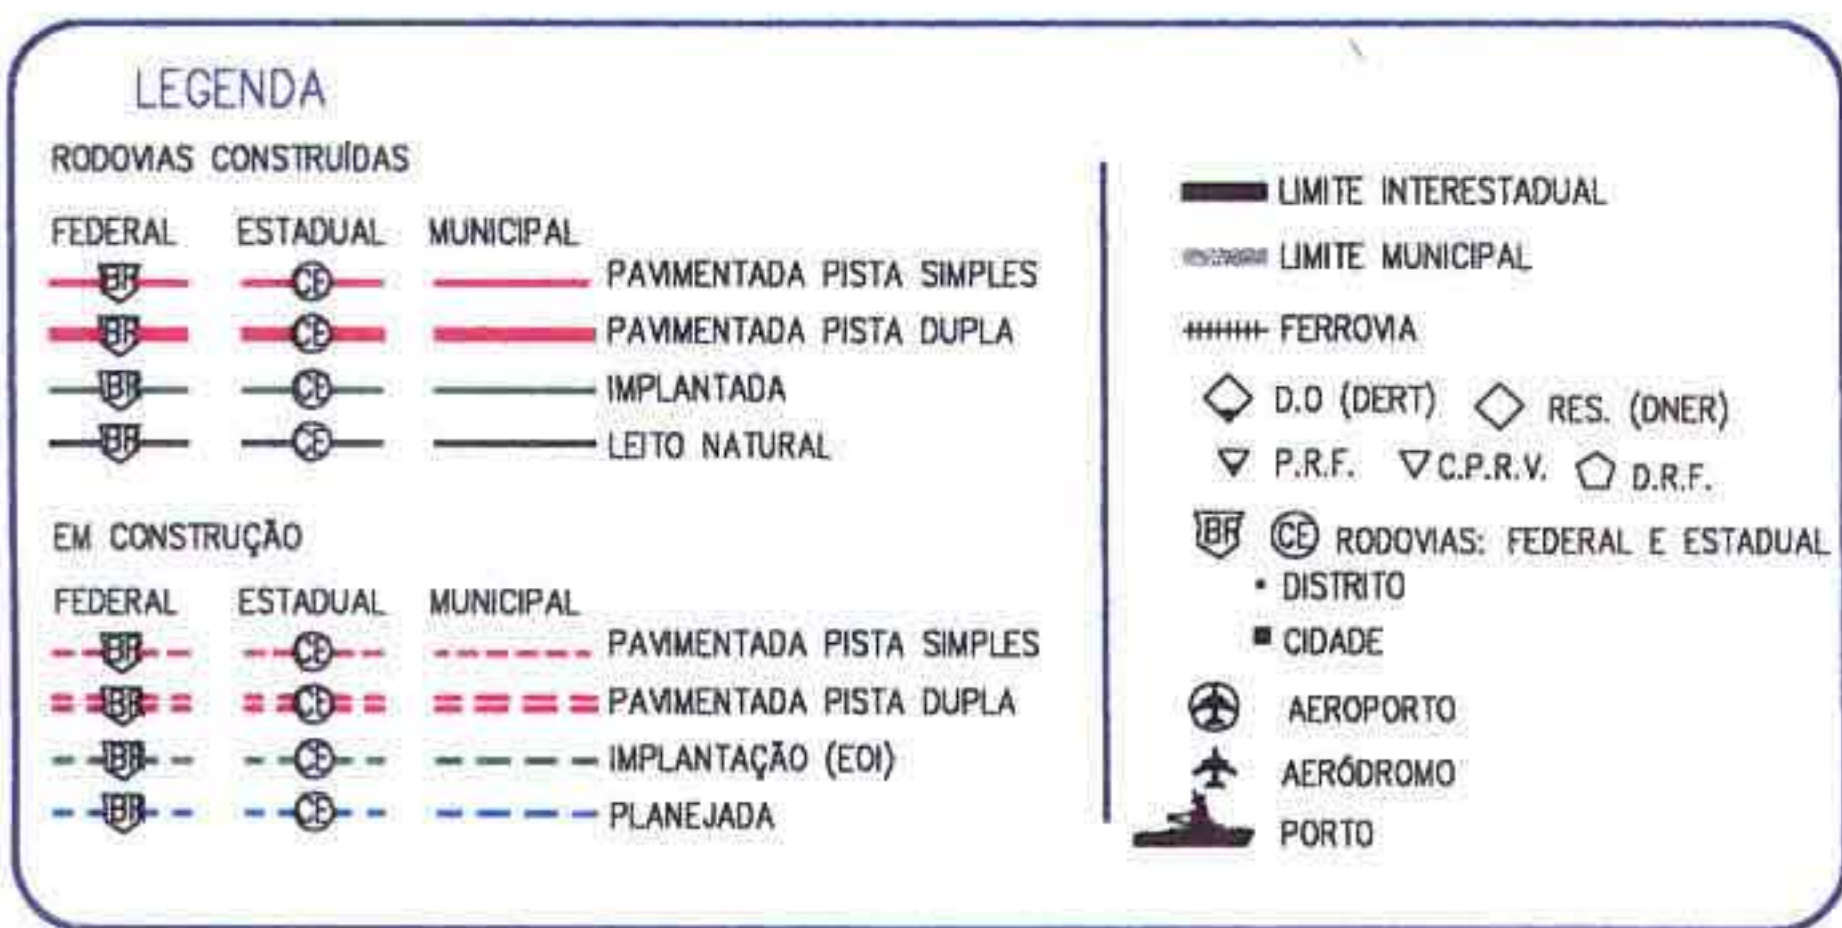 LEGENDA
RODOVIAS CONSTRUÍDAS
FEDERAL ESTADUAL MUNICIPAL
BR CE PAVIMENTADA PISTA SIMPLES
BR CE PAVIMENTADA PISTA DUPLA
BR CE IMPLANTADA
BR CE LEITO NATURAL
EM CONSTRUÇÃO
FEDERAL ESTADUAL MUNICIPAL
BR CE PAVIMENTADA PISTA SIMPLES
BR CE PAVIMENTADA PISTA DUPLA
BR CE IMPLANTAÇÃO (EOI)
BR CE PLANEJADA
LIMITE INTERESTADUAL
LIMITE MUNICIPAL
FERROVIA
D.O (DERT) RES. (DNER)
P.R.F. C.P.R.V. D.R.F.
BR CE RODOVIAS: FEDERAL E ESTADUAL
DISTRITO
CIDADE
AEROPORTO
AERÓDROMO
PORTO